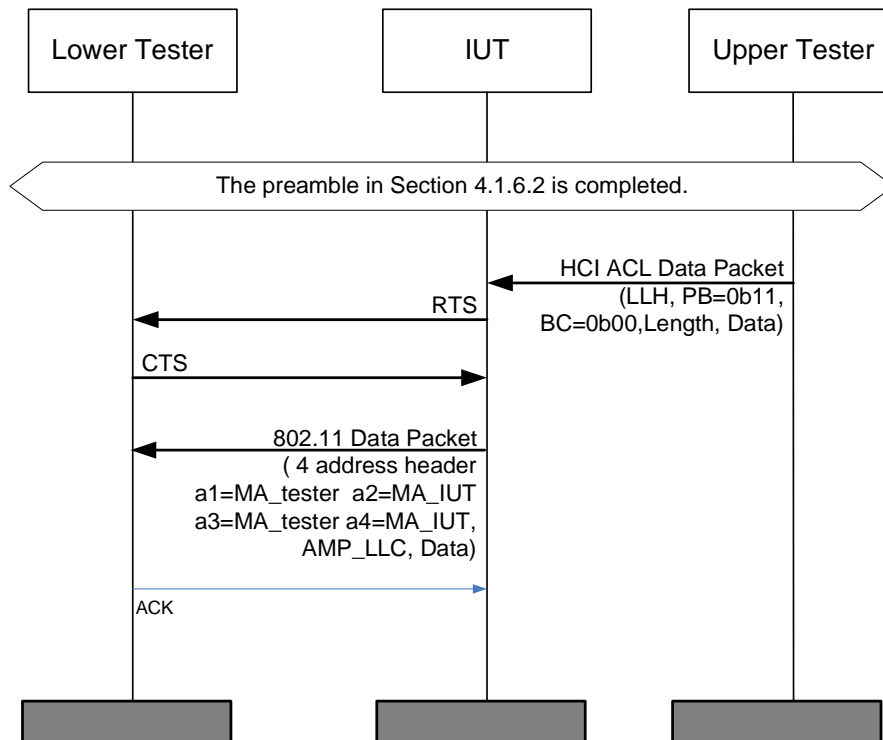 Lower Tester
IUT
Upper Tester
The preamble in Section 4.1.6.2 is completed.
HCI ACL Data Packet
(LLH, PB=0b11,
BC=0b00,Length, Data)
RTS
CTS
802.11 Data Packet
( 4 address header
a1=MA_tester  a2=MA_IUT
a3=MA_tester a4=MA_IUT,
AMP_LLC, Data)
ACK